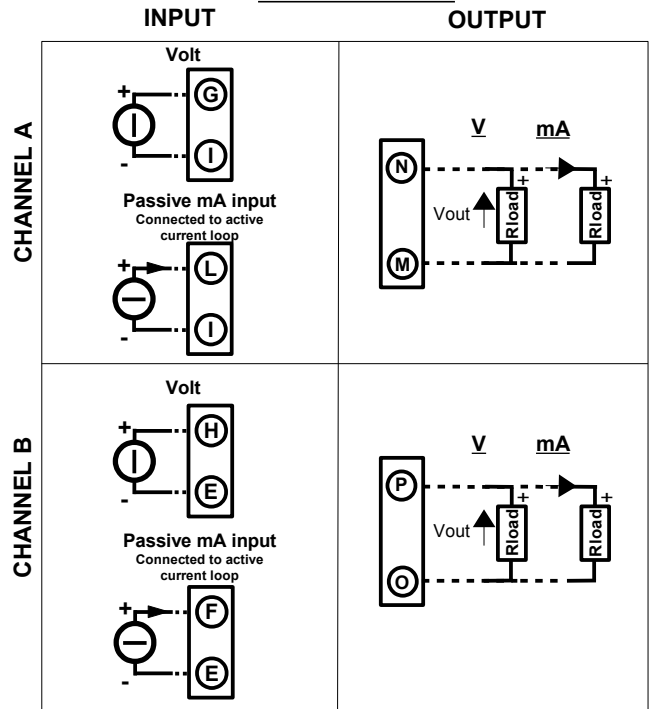 INPUT
OUTPUT
CHANNEL A
Volt
+
G
-
I
Passive mA input
Connected to active
current loop
+
L
-
I
V
mA
N
Vout
Rload
+
Rload
+
M
CHANNEL B
Volt
+
H
-
E
Passive mA input
Connected to active
current loop
+
F
-
E
V
mA
P
Vout
Rload
+
Rload
+
O